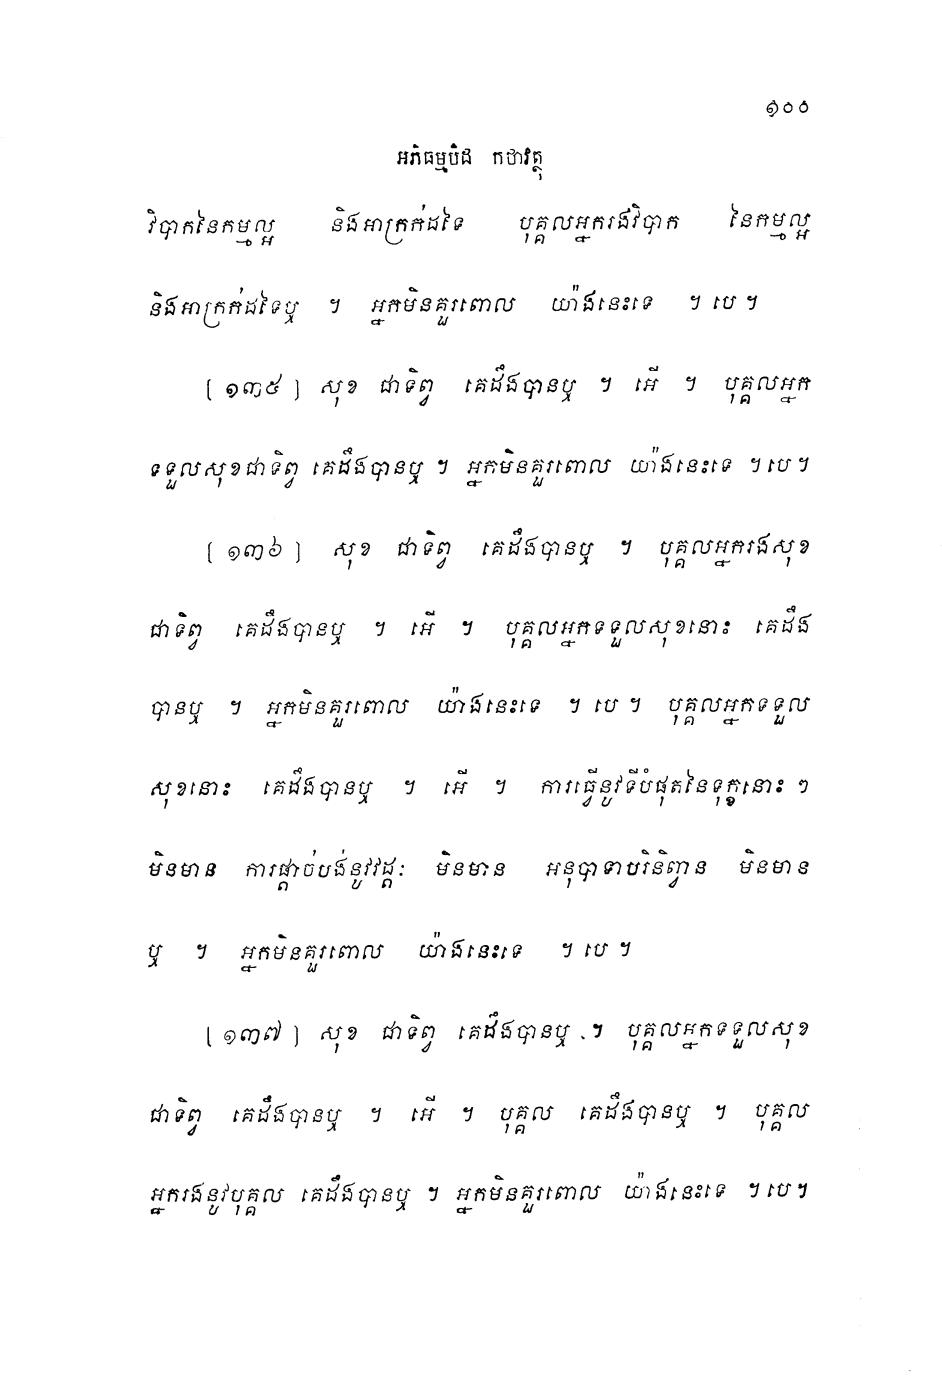 ១០០
អភិធម្មបិដក កថាវត្ថុ
វិបាកនៃកម្មល្អ និងអាក្រក់ដទៃ បុគ្គលអ្នករងវិបាក នៃកម្មល្អ
និងអាក្រក់ដទៃឬ ។ អ្នកមិនគួរពោល យ៉ាងនេះទេ ។ បេ ។
[ ១៣៥ ] សុខ ជាទិព្វ គេដឹងបានឬ ។ អើ ។ បុគ្គលអ្នក
ទទួលសុខជាទិព្វ គេដឹងបានឬ ។ អ្នកមិនគួរពោល យ៉ាងនេះទេ ។ បេ ។
[ ១៣៦ ] សុខ ជាទិព្វ គេដឹងបានឬ ។ បុគ្គលអ្នករងសុខ
ជាទិព្វ គេដឹងបានឬ ។ អើ ។ បុគ្គលអ្នកទទួលសុខនោះ គេដឹង
បានឬ ។ អ្នកមិនគួរពោល យ៉ាងនេះទេ ។ បេ ។ បុគ្គលអ្នកទទួល
សុខនោះ គេដឹងបានឬ ។ អើ ។ ការធ្វើនូវទីបំផុតនៃទុក្ខនោះ ៗ
មិនមាន ការផ្តាច់បង់នូវវដ្តៈ មិនមាន អនុបាទាបរិនិព្វាន មិនមាន
ឬ ។ អ្នកមិនគួរពោល យ៉ាងនេះទេ ។ បេ ។
[ ១៣៧ ] សុខ ជាទិព្វ គេដឹងបានឬ ។ បុគ្គលអ្នកទទួលសុខ
ជាទិព្វ គេដឹងបានឬ ។ អើ ។ បុគ្គល គេដឹងបានឬ ។ បុគ្គល
អ្នករងនូវបុគ្គល គេដឹងបានឬ ។ អ្នកមិនគួរពោល យ៉ាងនេះទេ ។ បេ ។